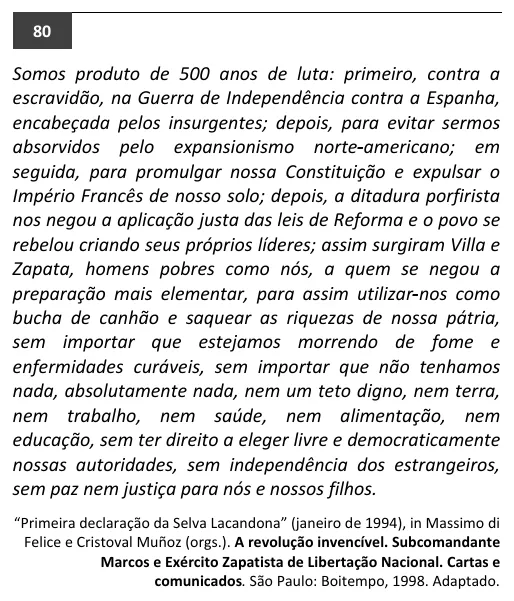 80
Somos produto de 500 anos de luta: primeiro, contra a
escravidão, na Guerra de Independência contra a Espanha,
encabeçada pelos insurgentes; depois, para evitar sermos
absorvidos pelo expansionismo norte-americano; em
seguida, para promulgar nossa Constituição e expulsar o
Império Francês de nosso solo; depois, a ditadura porfirista
nos negou a aplicação justa das leis de Reforma e o povo se
rebelou criando seus próprios líderes; assim surgiram Villa e
Zapata, homens pobres como nós, a quem se negou a
preparação mais elementar, para assim utilizar-nos como
bucha de canhão e saquear as riquezas de nossa pátria,
sem importar que estejamos morrendo de fome e
enfermidades curáveis, sem importar que não tenhamos
nada, absolutamente nada, nem um teto digno, nem terra,
nem trabalho, nem saúde, nem alimentação, nem
educação, sem ter direito a eleger livre e democraticamente
nossas autoridades, sem independência dos estrangeiros,
sem paz nem justiça para nós e nossos filhos.
“Primeira declaração da Selva Lacandona” (janeiro de 1994), in Massimo di
Felice e Cristoval Muñoz (orgs.). A revolução invencível. Subcomandante
Marcos e Exército Zapatista de Libertação Nacional. Cartas e
comunicados. São Paulo: Boitempo, 1998. Adaptado.